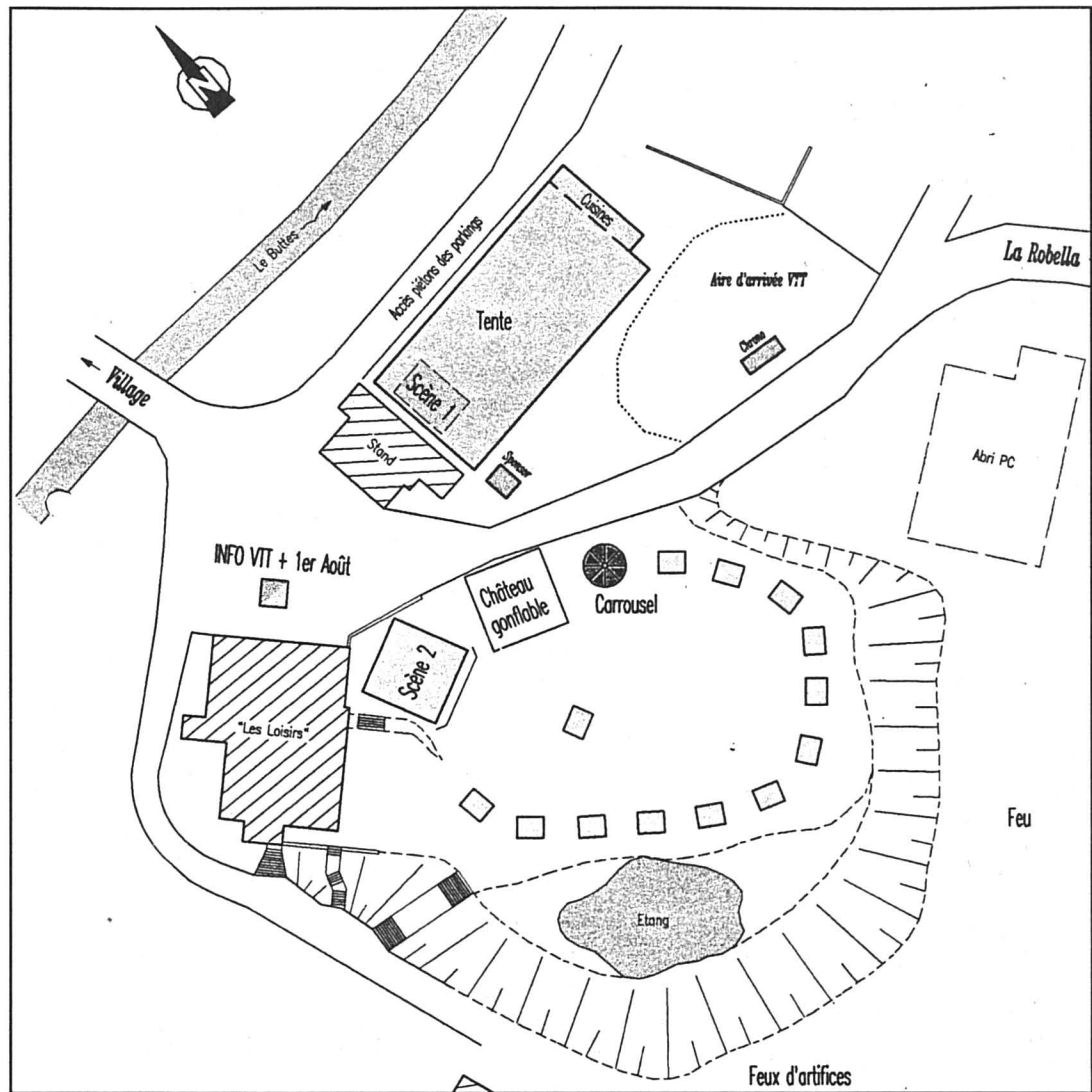 N
Le Buttes
Accès piétons des parkings
Cuisines
La Robella
Aire d'arrivée VTT
Tente
Chrono
Village
Scène 1
Stand
Sponsor
Abri PC
INFO VTT + 1er Août
Château
gonflable
Carrousel
Scène 2
"Les Loisirs"
Feu
Etang
Feux d'artifices